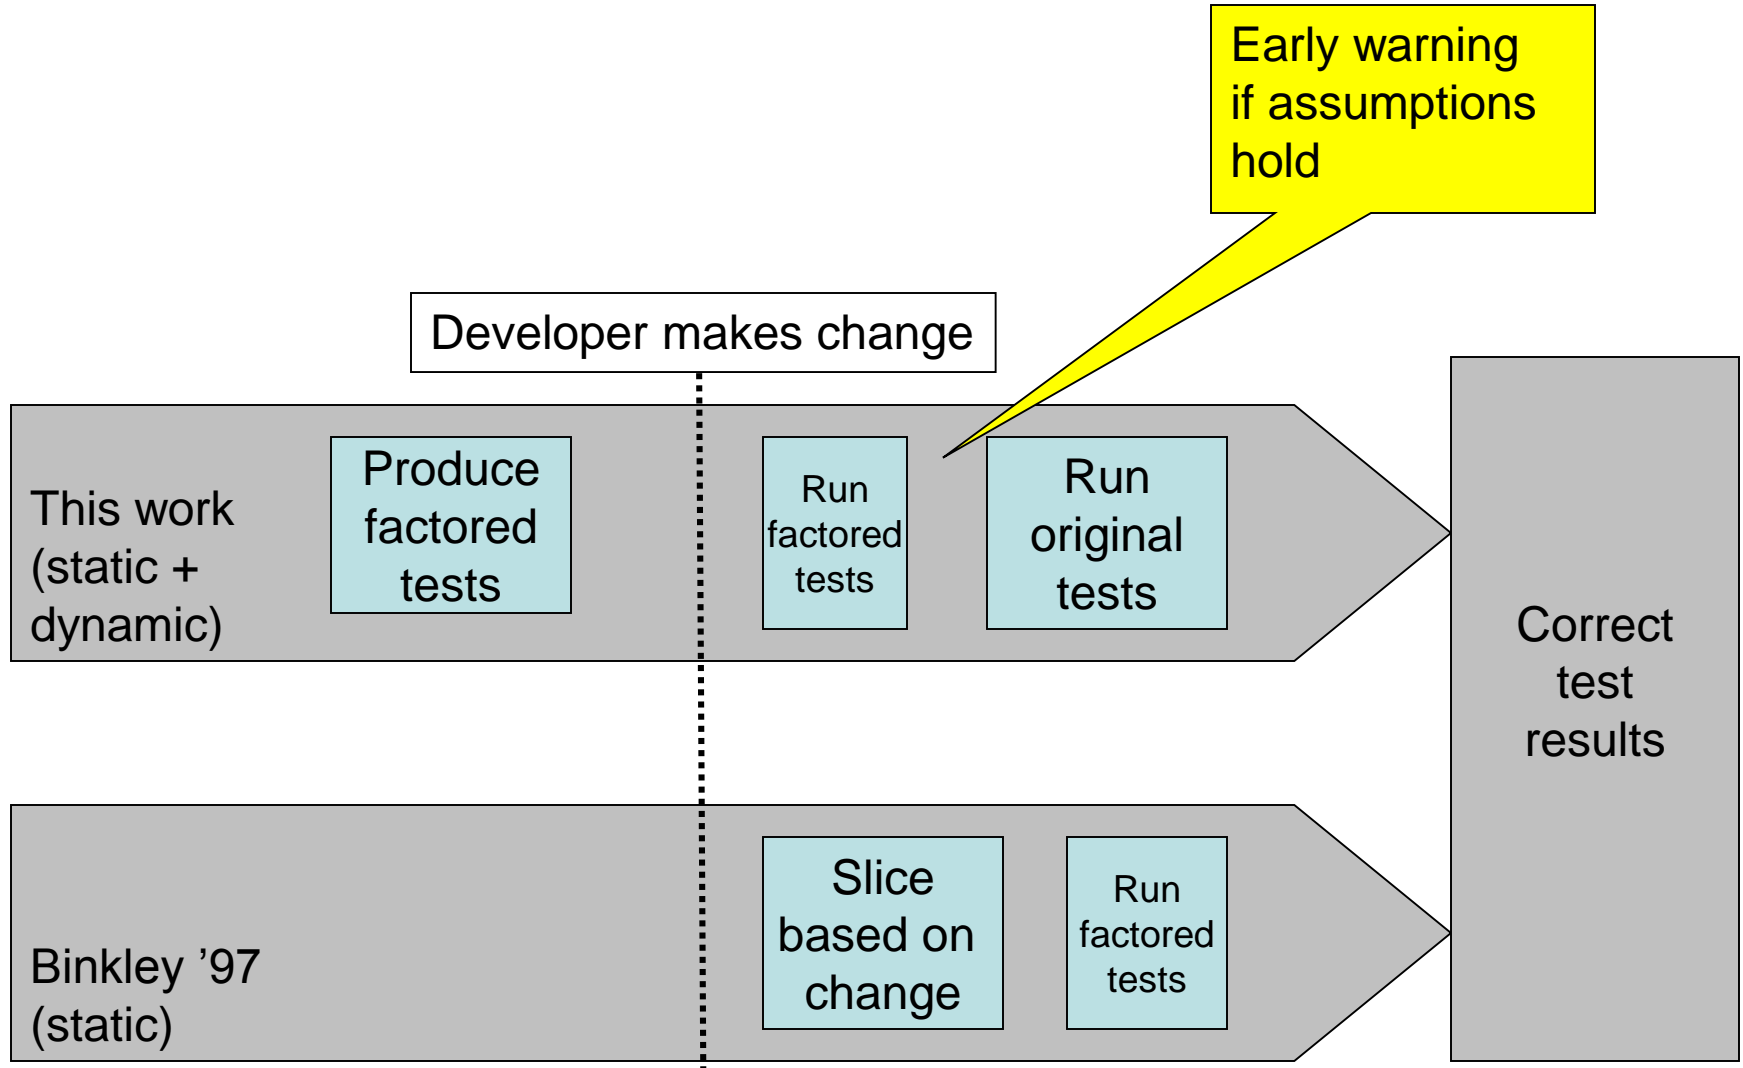 Early warning
if assumptions
hold
Developer makes change
This work
(static +
dynamic)
Produce
factored
tests
Run
factored
tests
Run
original
tests
Correct
test
results
Binkley ’97
(static)
Slice
based on
change
Run
factored
tests